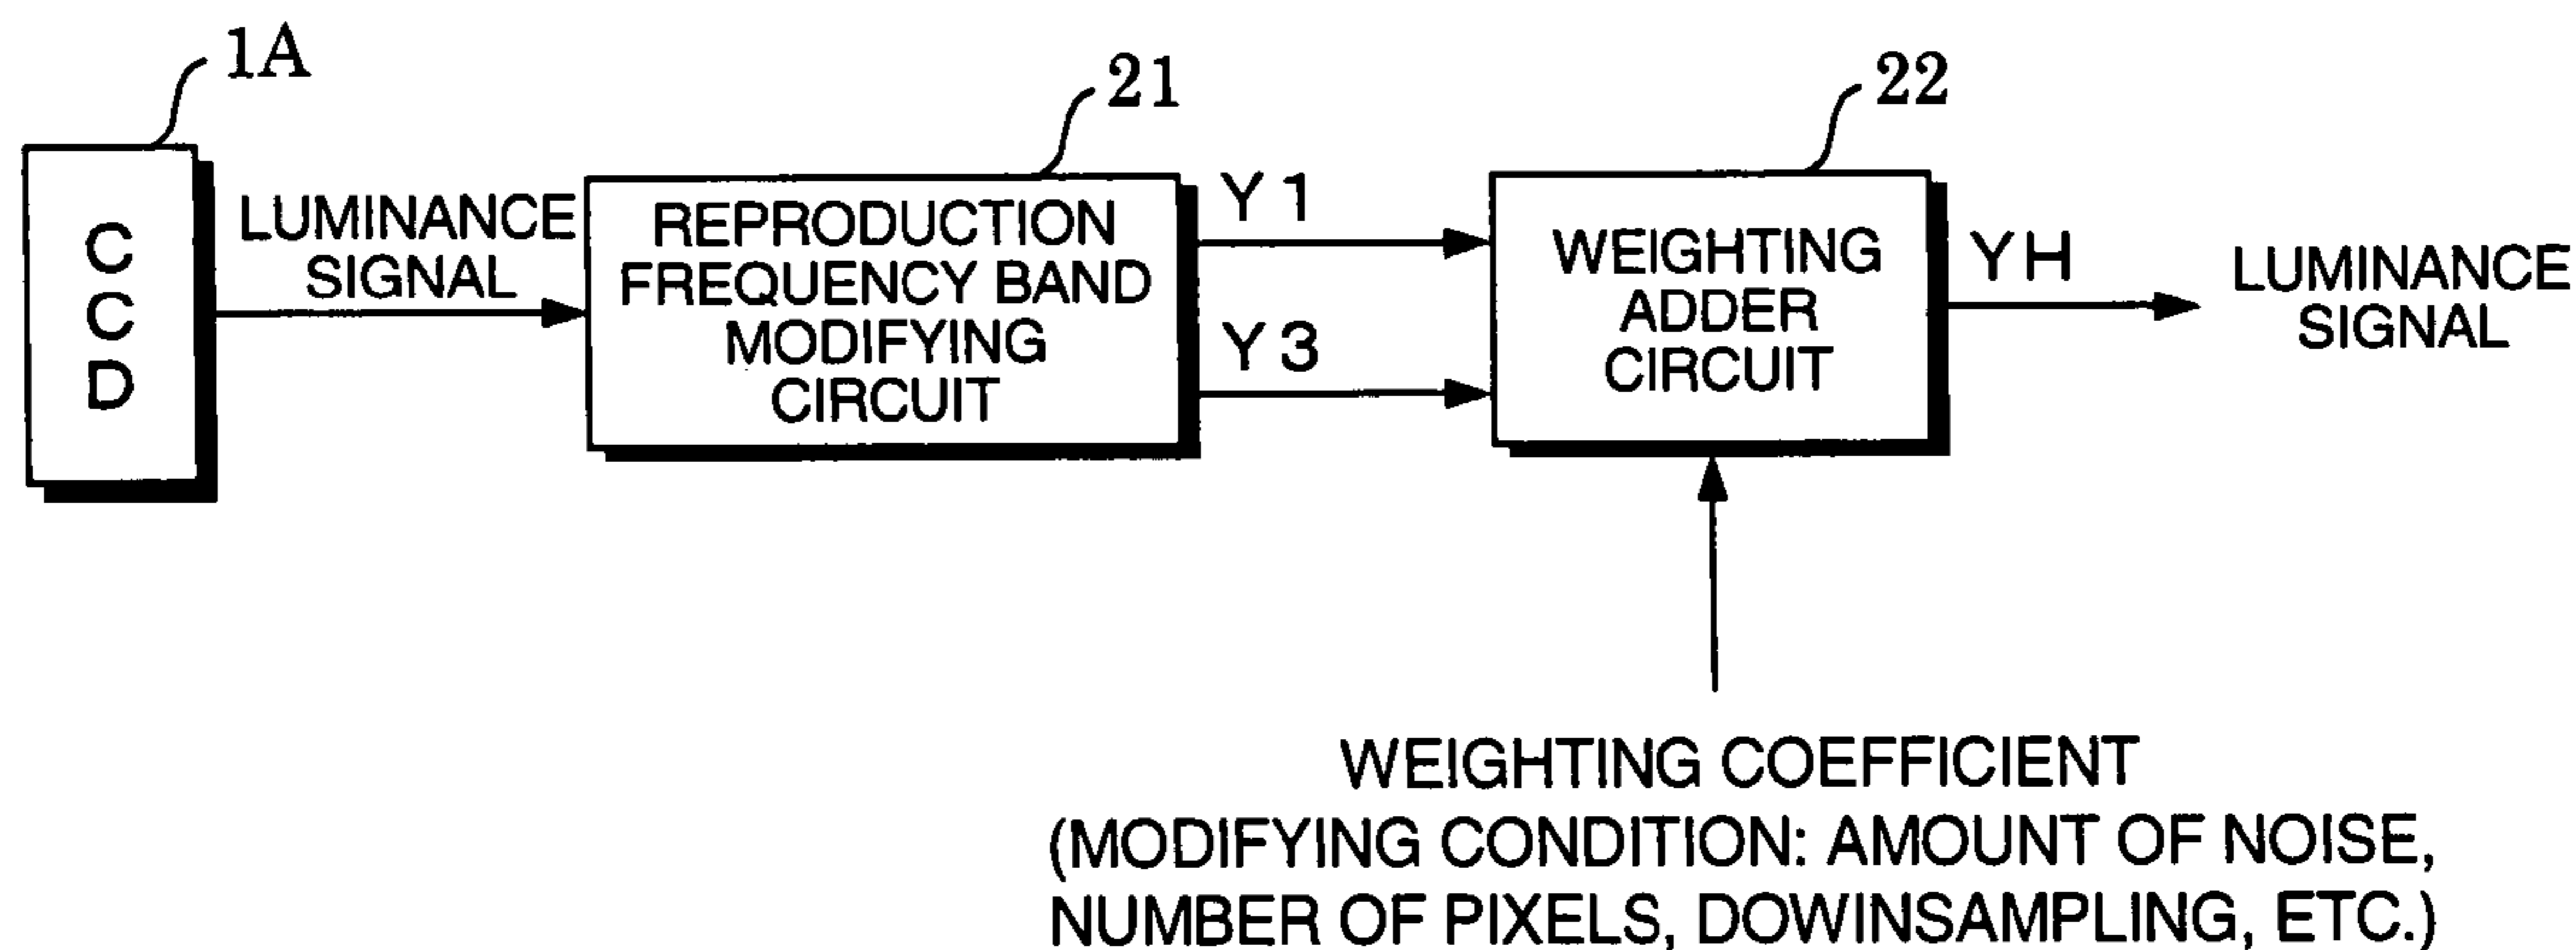 1A
21
22
C
C
D
LUMINANCE
SIGNAL
REPRODUCTION
FREQUENCY BAND
MODIFYING
CIRCUIT
Y1
Y3
WEIGHTING
ADDER
CIRCUIT
YH
LUMINANCE
SIGNAL
WEIGHTING COEFFICIENT
(MODIFYING CONDITION: AMOUNT OF NOISE,
NUMBER OF PIXELS, DOWINSAMPLING, ETC.)